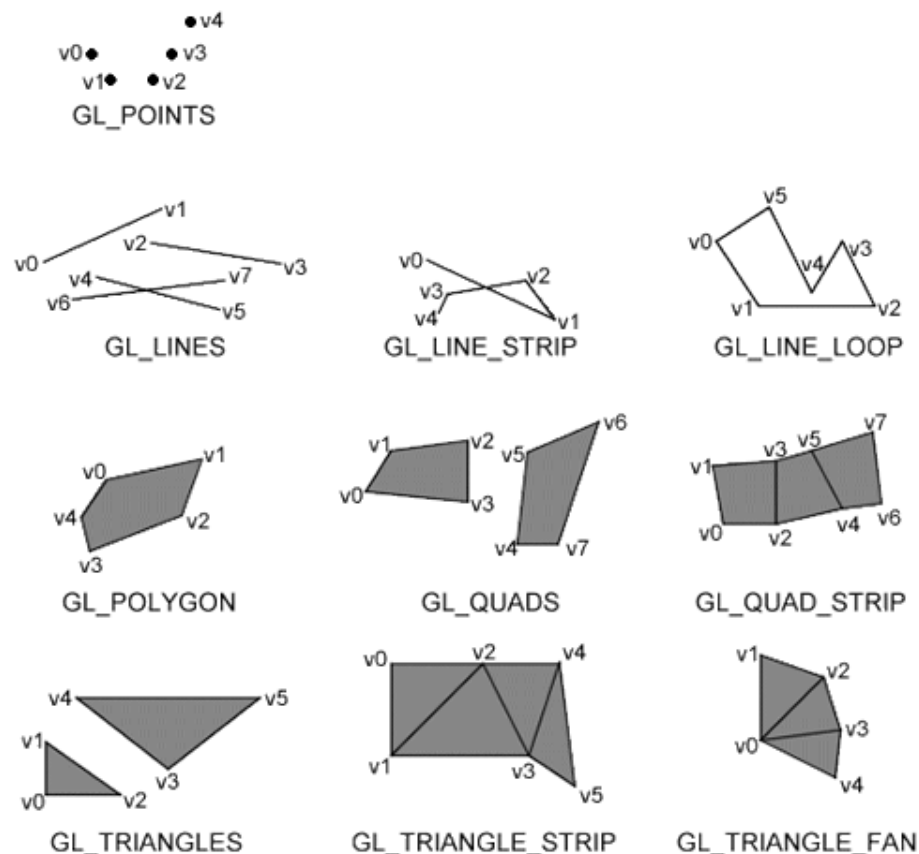 v4
v0 v3
v1 v2
GL_POINTS
v1 v5
v2 v0 v3
v0 v3 v0 v2 v4
v4 v7 v3
v6 v5 v4 v1 v1 v2
GL_LINES GL_LINE_STRIP GL_LINE_LOOP
v6 v7
v1 v1 v2 v5 v3 v5
v0 v1
v4 v2 v0 v3 v4 v6
v3 v4 v7 v0 v2
GL_POLYGON GL_QUADS GL_QUAD_STRIP
v0 v2 v4 v1
v4 v5 v2
v1 v3
v3 v1 v3 v0
v0 v2 v5 v4
GL_TRIANGLES GL_TRIANGLE_STRIP GL_TRIANGLE_FAN